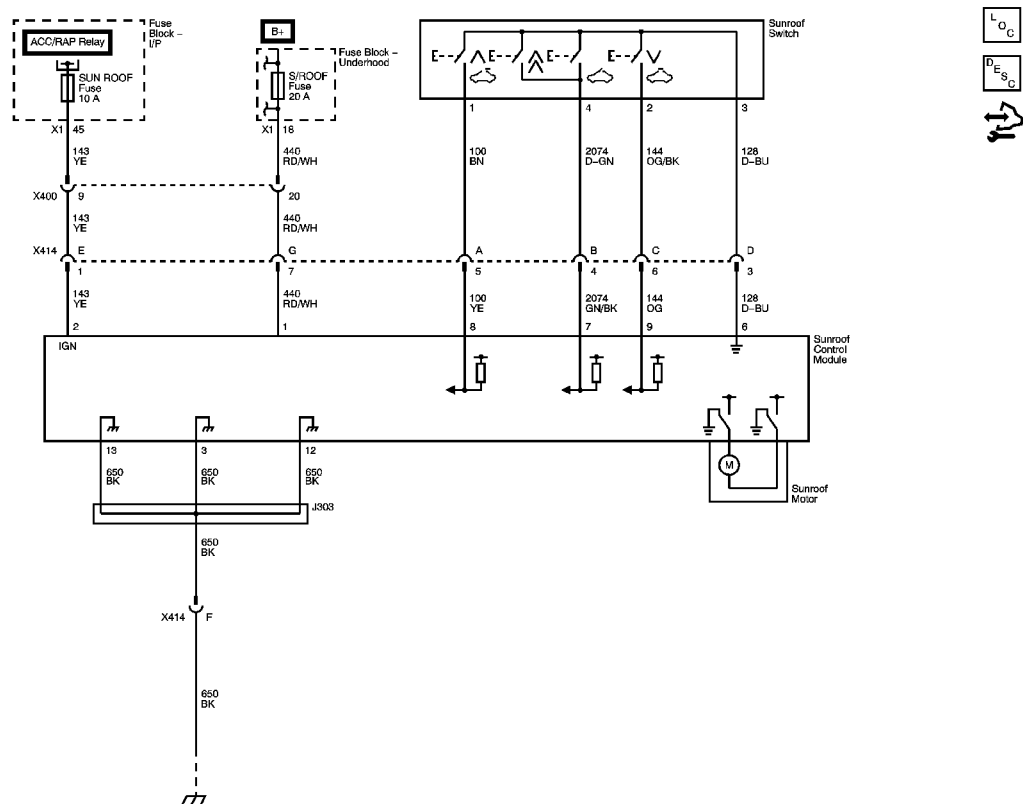 ACC/RAP Relay
Fuse
Block –
I/P
SUN ROOF
Fuse
10 A
X1 45
B+
Fuse Block –
Underhood
S/ROOF
Fuse
20 A
X1 18
Sunroof
Switch
E E E
1 4 2 3
L
O
C
D
E
S
C
143
YE
440
RD/WH
100
BN
2074
D–GN
144
OG/BK
128
D–BU
X400 9 20
143
YE
440
RD/WH
X414 E G A B C D
1 7 5 4 6 3
143
YE
440
RD/WH
100
YE
2074
GN/BK
144
OG
128
D–BU
2 1 8 7 9 6
IGN
Sunroof
Control
Module
13 3 12
650
BK
650
BK
650
BK
M
Sunroof
Motor
J303
650
BK
X414 F
650
BK